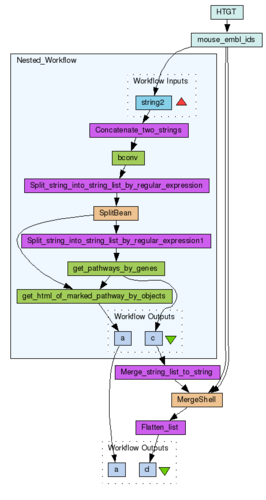 HTGT
mouse_embl_ids
Nested_Workflow
Workflow Inputs
string2
Concatenate_two_strings
bconv
Split_string_into_string_list_by_regular_expression
SplitBean
Split_string_into_string_list_by_regular_expression1
get_pathways_by_genes
get_html_of_marked_pathway_by_objects
Workflow Outputs
a
c
Merge_string_list_to_string
MergeShell
Flatten_list
Workflow Outputs
a
d